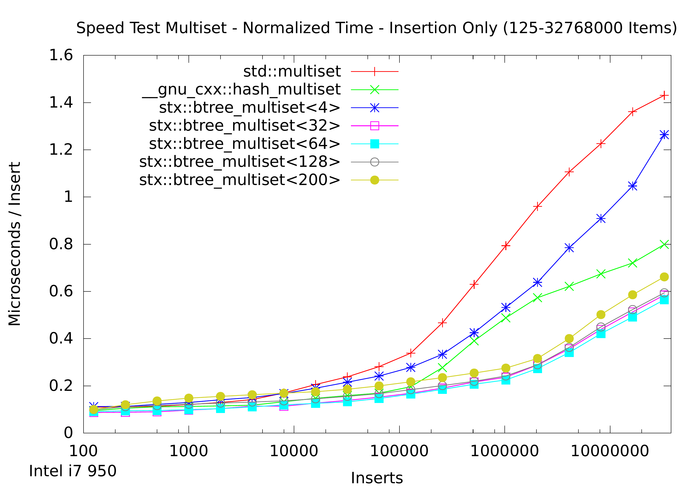 Speed Test Multiset - Normalized Time - Insertion Only (125-32768000 Items)
1.6
1.4
1.2
1
0.8
0.6
0.4
0.2
0
Microseconds / Insert
std::multiset
__gnu_cxx::hash_multiset
stx::btree_multiset<4>
stx::btree_multiset<32>
stx::btree_multiset<64>
stx::btree_multiset<128>
stx::btree_multiset<200>
100 1000 10000 100000 1000000 10000000
Intel i7 950
Inserts